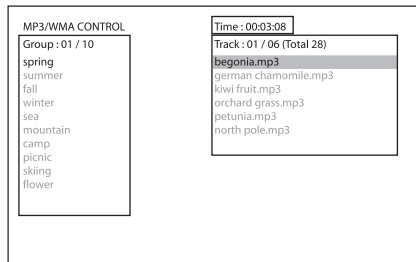 MP3/WMA CONTROL
Group : 01 / 10
spring
summer
fall
winter
sea
mountain
camp
picnic
skiing
flower
Time : 00:03:08
Track : 01 / 06 (Total 28)
begonia.mp3
german chamomile.mp3
kiwi fruit.mp3
orchard grass.mp3
petunia.mp3
north pole.mp3